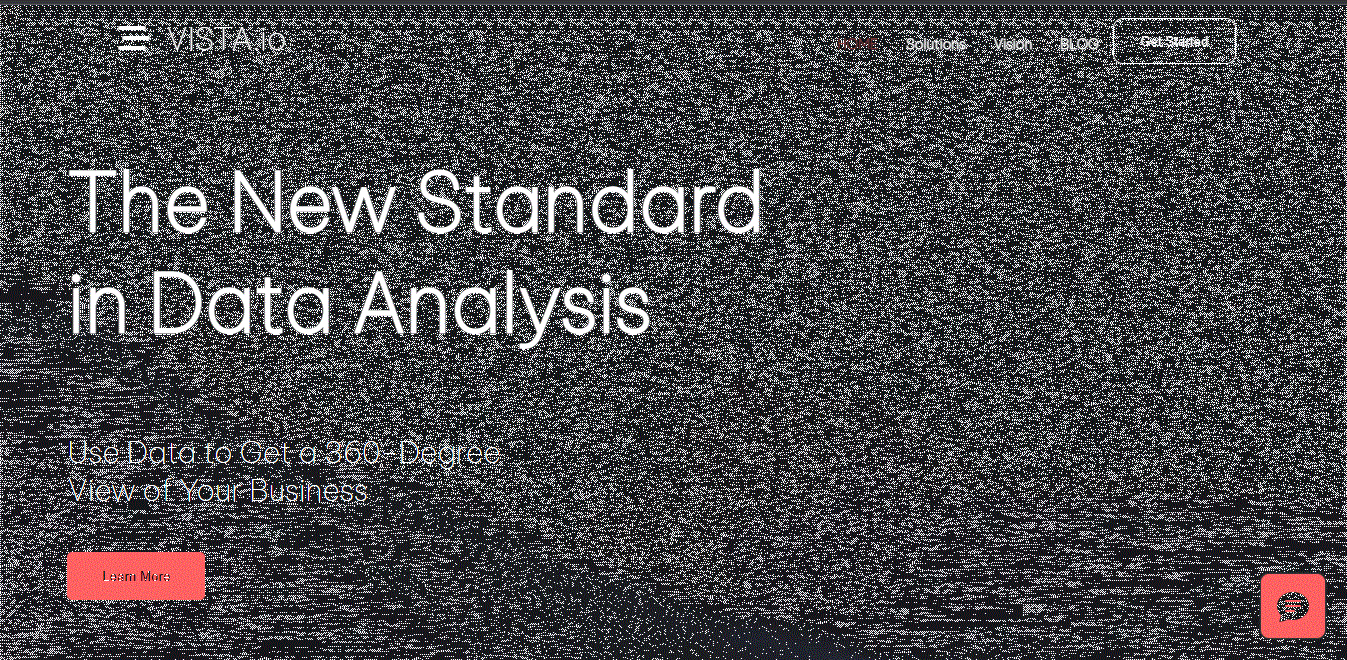 VISTA.io
Solutions Vision BLOG Get Started
The New Standard
in Data Analysis
Use Data to Get a 360-Degree
View of Your Business
Learn More